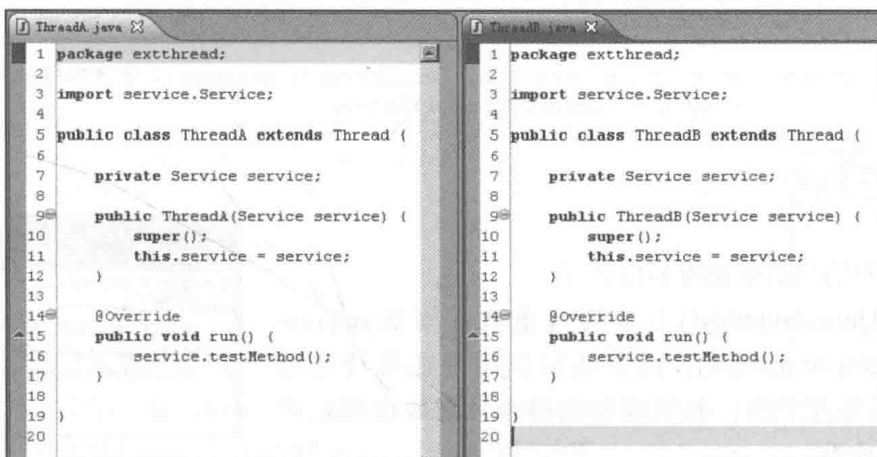 ThreadA.java
1 package extthread;
2
3 import service.Service;
4
5 public class ThreadA extends Thread {
6
7 private Service service;
8
9 public ThreadA(Service service) {
10 super();
11 this.service = service;
12 }
13
14 @Override
15 public void run() {
16 service.testMethod();
17 }
18
19 }
20
ThreadB.java
1 package extthread;
2
3 import service.Service;
4
5 public class ThreadB extends Thread {
6
7 private Service service;
8
9 public ThreadB(Service service) {
10 super();
11 this.service = service;
12 }
13
14 @Override
15 public void run() {
16 service.testMethod();
17 }
18
19 }
20